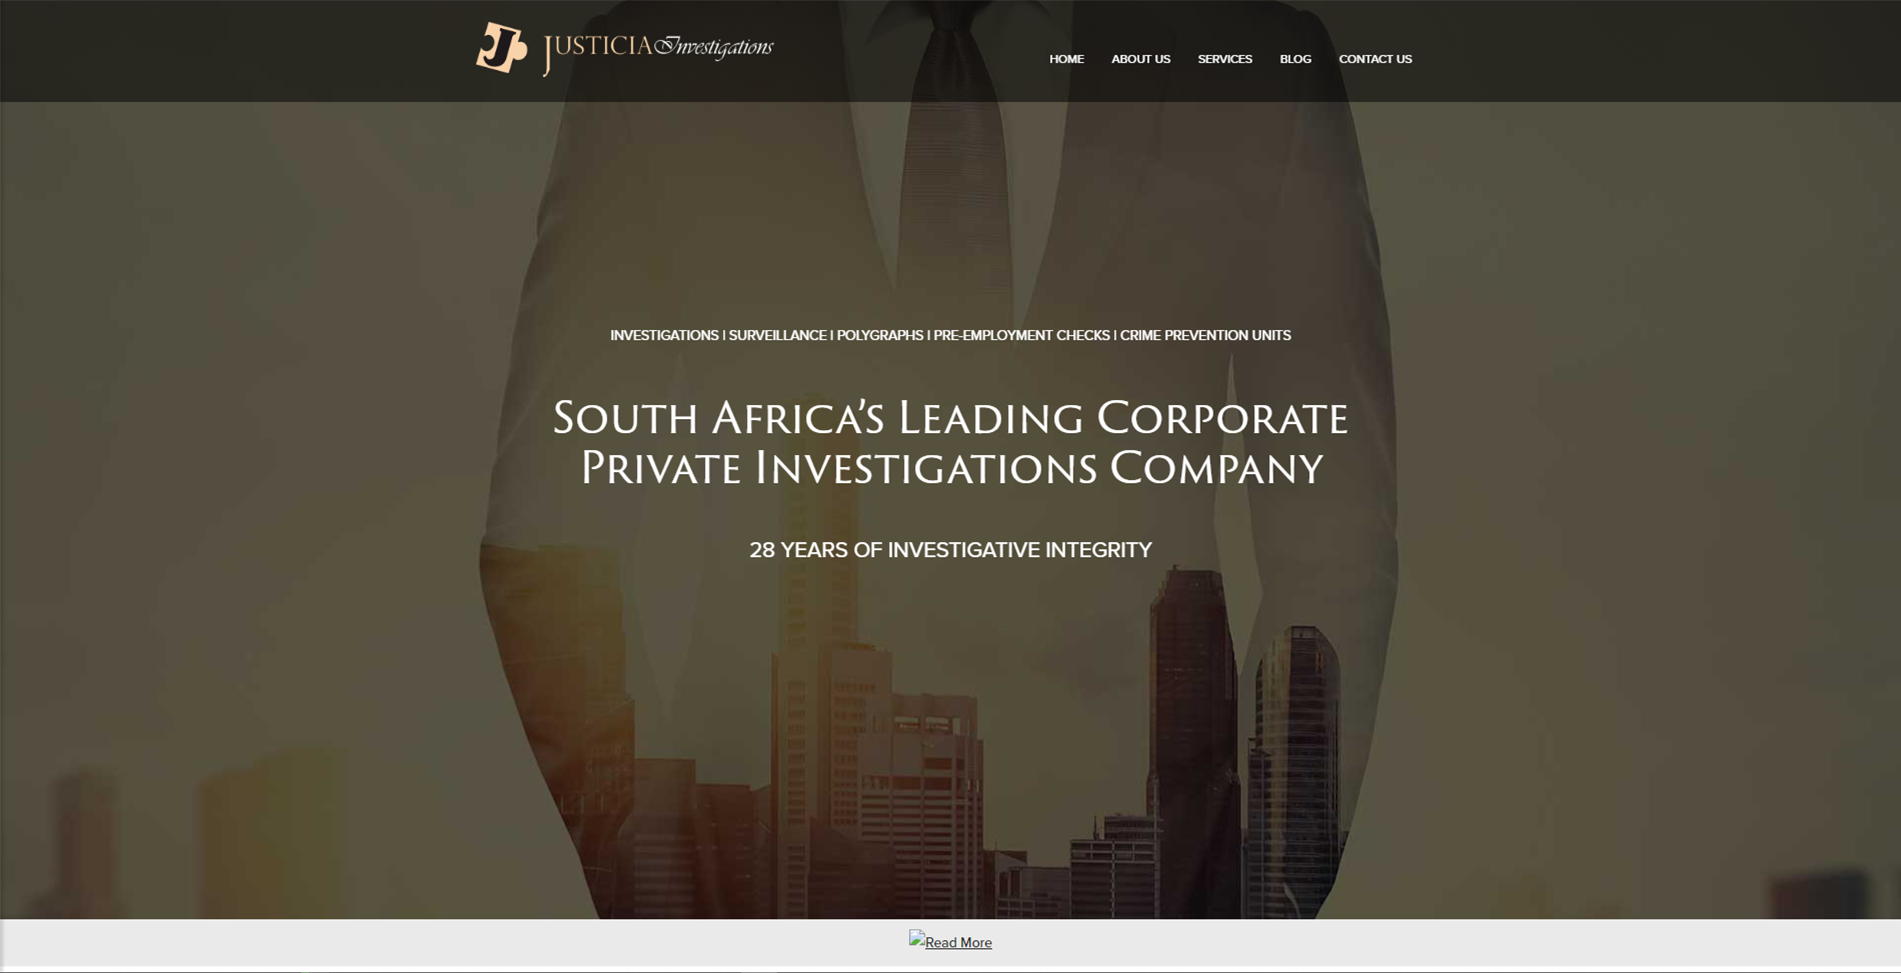 JUSTICIA Investigations
HOME ABOUT US SERVICES BLOG CONTACT US
INVESTIGATIONS | SURVEILLANCE | POLYGRAPHS | PRE-EMPLOYMENT CHECKS | CRIME PREVENTION UNITS
SOUTH AFRICA'S LEADING CORPORATE
PRIVATE INVESTIGATIONS COMPANY
28 YEARS OF INVESTIGATIVE INTEGRITY
Read More